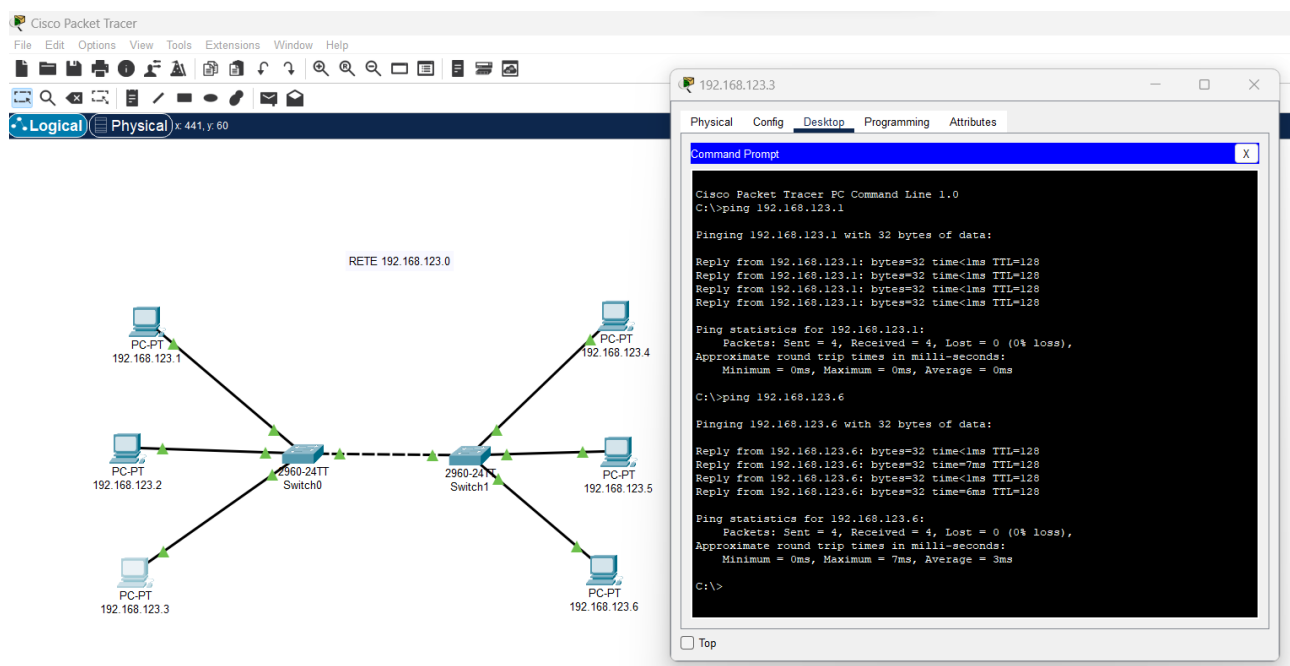 Cisco Packet Tracer
File Edit Options View Tools Extensions Window Help
Logical Physical x: 441, y: 60
RETE 192.168.123.0
PC-PT
192.168.123.1
PC-PT
192.168.123.2
PC-PT
192.168.123.3
2960-24TT
Switch0
2960-24TT
Switch1
PC-PT
192.168.123.4
PC-PT
192.168.123.5
PC-PT
192.168.123.6
192.168.123.3
Physical Config Desktop Programming Attributes
Command Prompt X
Cisco Packet Tracer PC Command Line 1.0
C:\>ping 192.168.123.1
Pinging 192.168.123.1 with 32 bytes of data:
Reply from 192.168.123.1: bytes=32 time<1ms TTL=128
Reply from 192.168.123.1: bytes=32 time<1ms TTL=128
Reply from 192.168.123.1: bytes=32 time<1ms TTL=128
Reply from 192.168.123.1: bytes=32 time<1ms TTL=128
Ping statistics for 192.168.123.1:
Packets: Sent = 4, Received = 4, Lost = 0 (0% loss),
Approximate round trip times in milli-seconds:
Minimum = 0ms, Maximum = 0ms, Average = 0ms
C:\>ping 192.168.123.6
Pinging 192.168.123.6 with 32 bytes of data:
Reply from 192.168.123.6: bytes=32 time<1ms TTL=128
Reply from 192.168.123.6: bytes=32 time=7ms TTL=128
Reply from 192.168.123.6: bytes=32 time<1ms TTL=128
Reply from 192.168.123.6: bytes=32 time=6ms TTL=128
Ping statistics for 192.168.123.6:
Packets: Sent = 4, Received = 4, Lost = 0 (0% loss),
Approximate round trip times in milli-seconds:
Minimum = 0ms, Maximum = 7ms, Average = 3ms
C:\>
Top